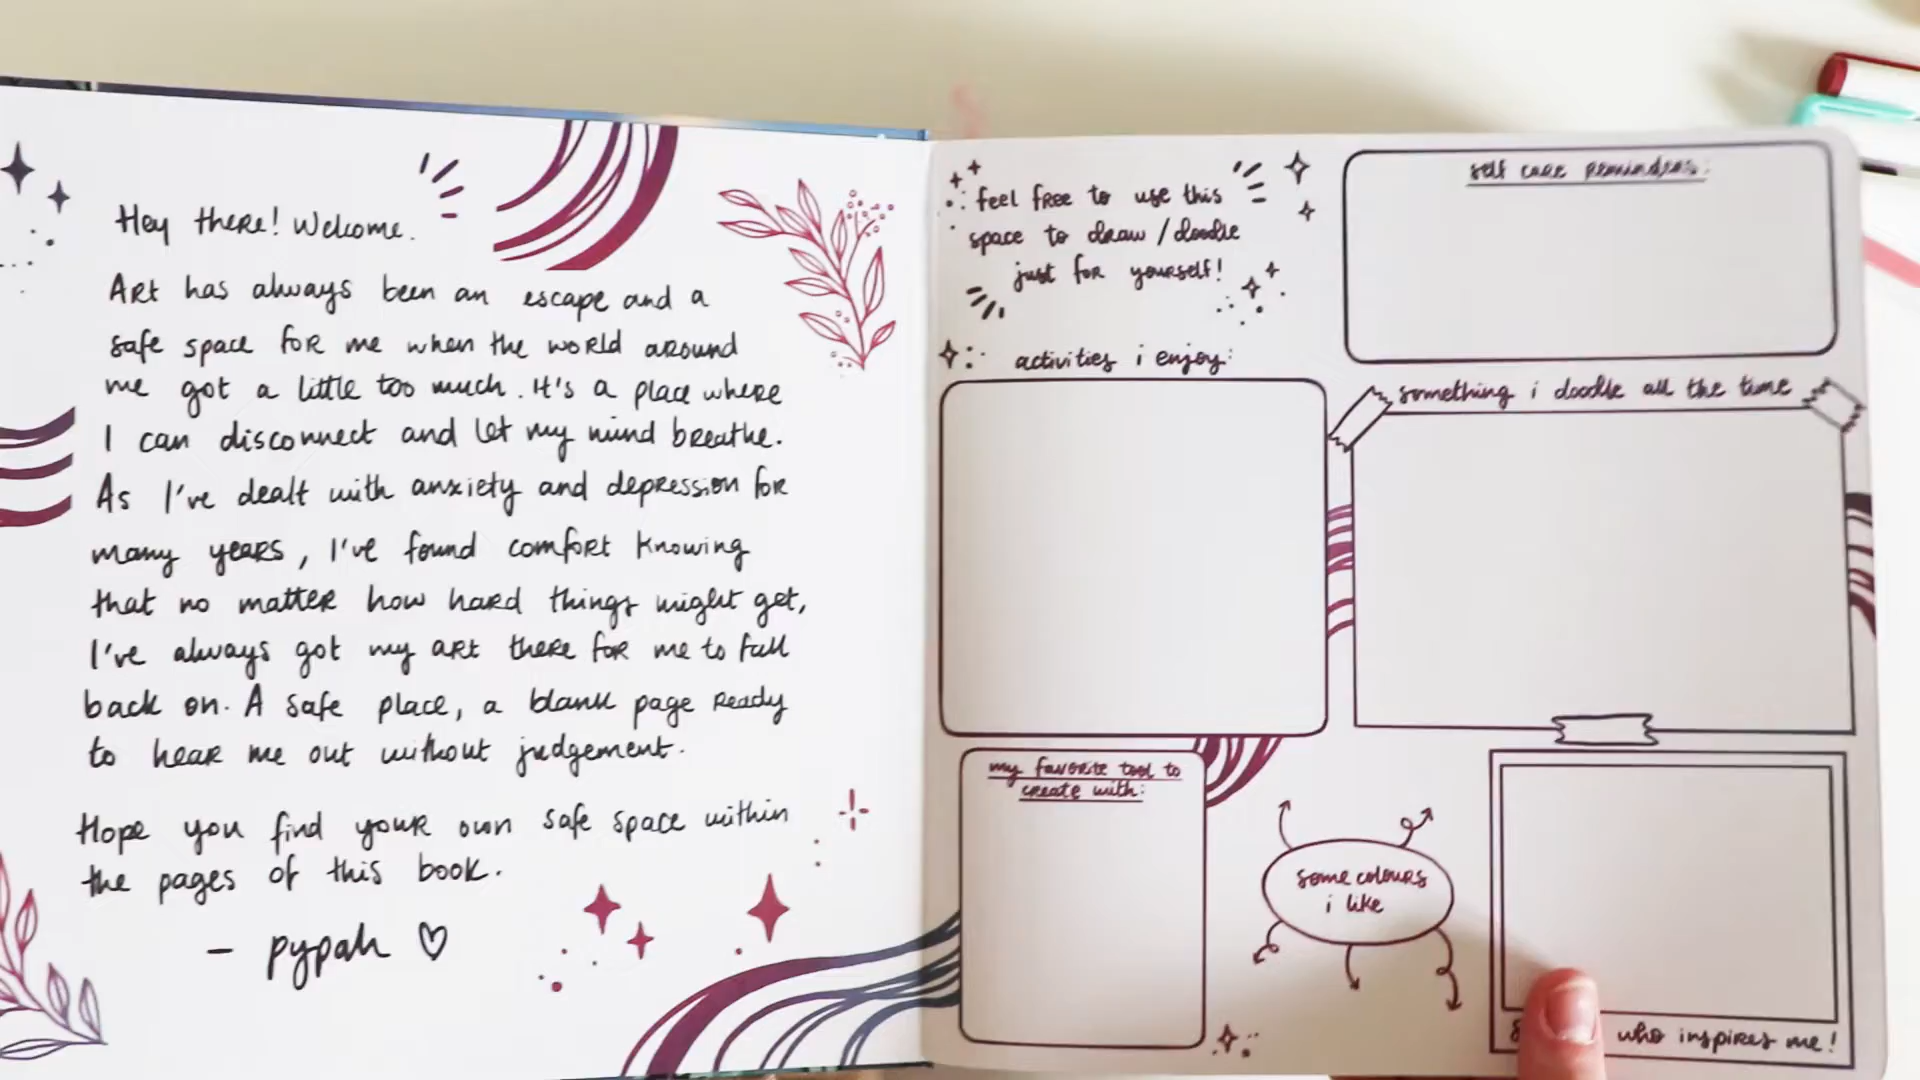 Hey there! Welcome.
Art has always been an escape and a
safe space for me when the world around
me got a little too much. It's a place where
I can disconnect and let my mind breathe.
As I've dealt with anxiety and depression for
many years, I've found comfort knowing
that no matter how hard things might get,
I've always got my art there for me to fall
back on. A safe place, a blank page ready
to hear me out without judgement.
Hope you find your own safe space within
the pages of this book.
- pypah ♡
feel free to use this
space to draw/doodle
just for yourself!
activities i enjoy:
my favorite tool to
create with:
self care reminders:
something i doodle all the time
some colours
i like
who inspires me!